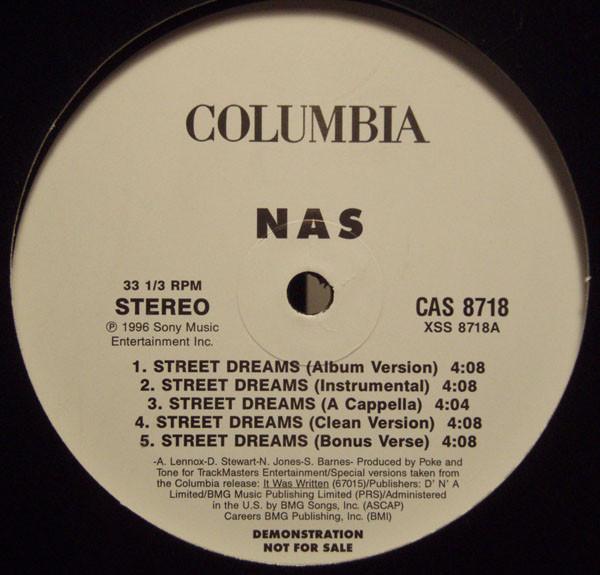 COLUMBIA
NAS
33 1/3 RPM
STEREO
℗ 1996 Sony Music
Entertainment Inc.
CAS 8718
XSS 8718A
1. STREET DREAMS (Album Version) 4:08
2. STREET DREAMS (Instrumental) 4:08
3. STREET DREAMS (A Cappella) 4:04
4. STREET DREAMS (Clean Version) 4:08
5. STREET DREAMS (Bonus Verse) 4:08
-A. Lennox-D. Stewart-N. Jones-S. Barnes- Produced by Poke and
Tone for TrackMasters Entertainment/Special versions taken from
the Columbia release: It Was Written (67015)/Publishers: D' N' A
Limited/BMG Music Publishing Limited (PRS)/Administered
in the U.S. by BMG Songs, Inc. (ASCAP)
Careers BMG Publishing, Inc. (BMI)
DEMONSTRATION
NOT FOR SALE